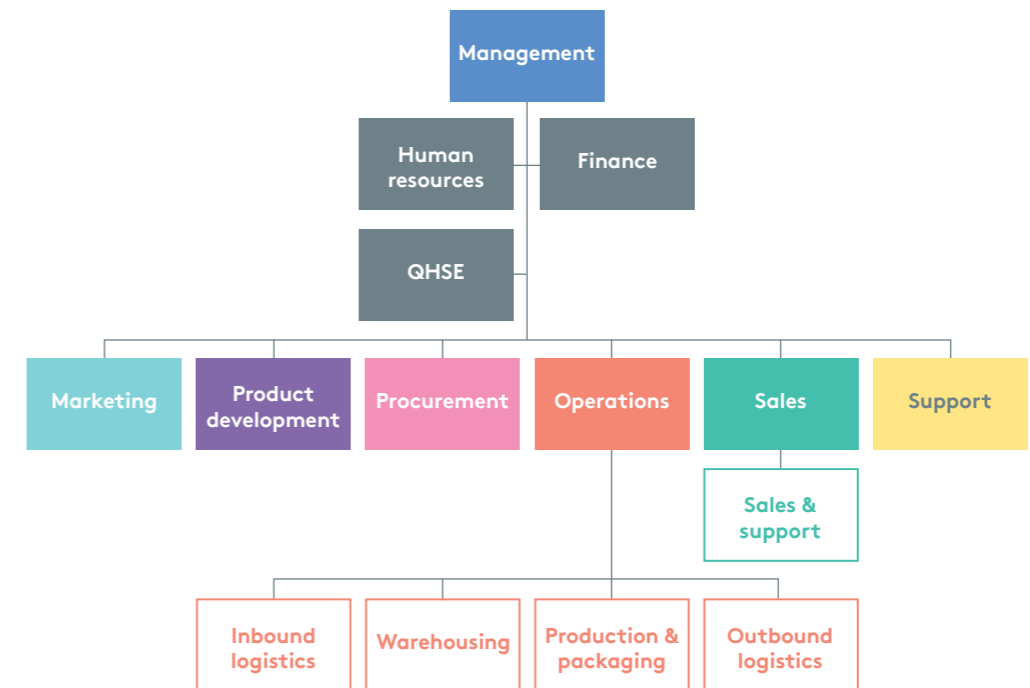 Management
Human
resources
Finance
QHSE
Marketing
Product
development
Procurement
Operations
Sales
Support
Sales &
support
Inbound
logistics
Warehousing
Production &
packaging
Outbound
logistics